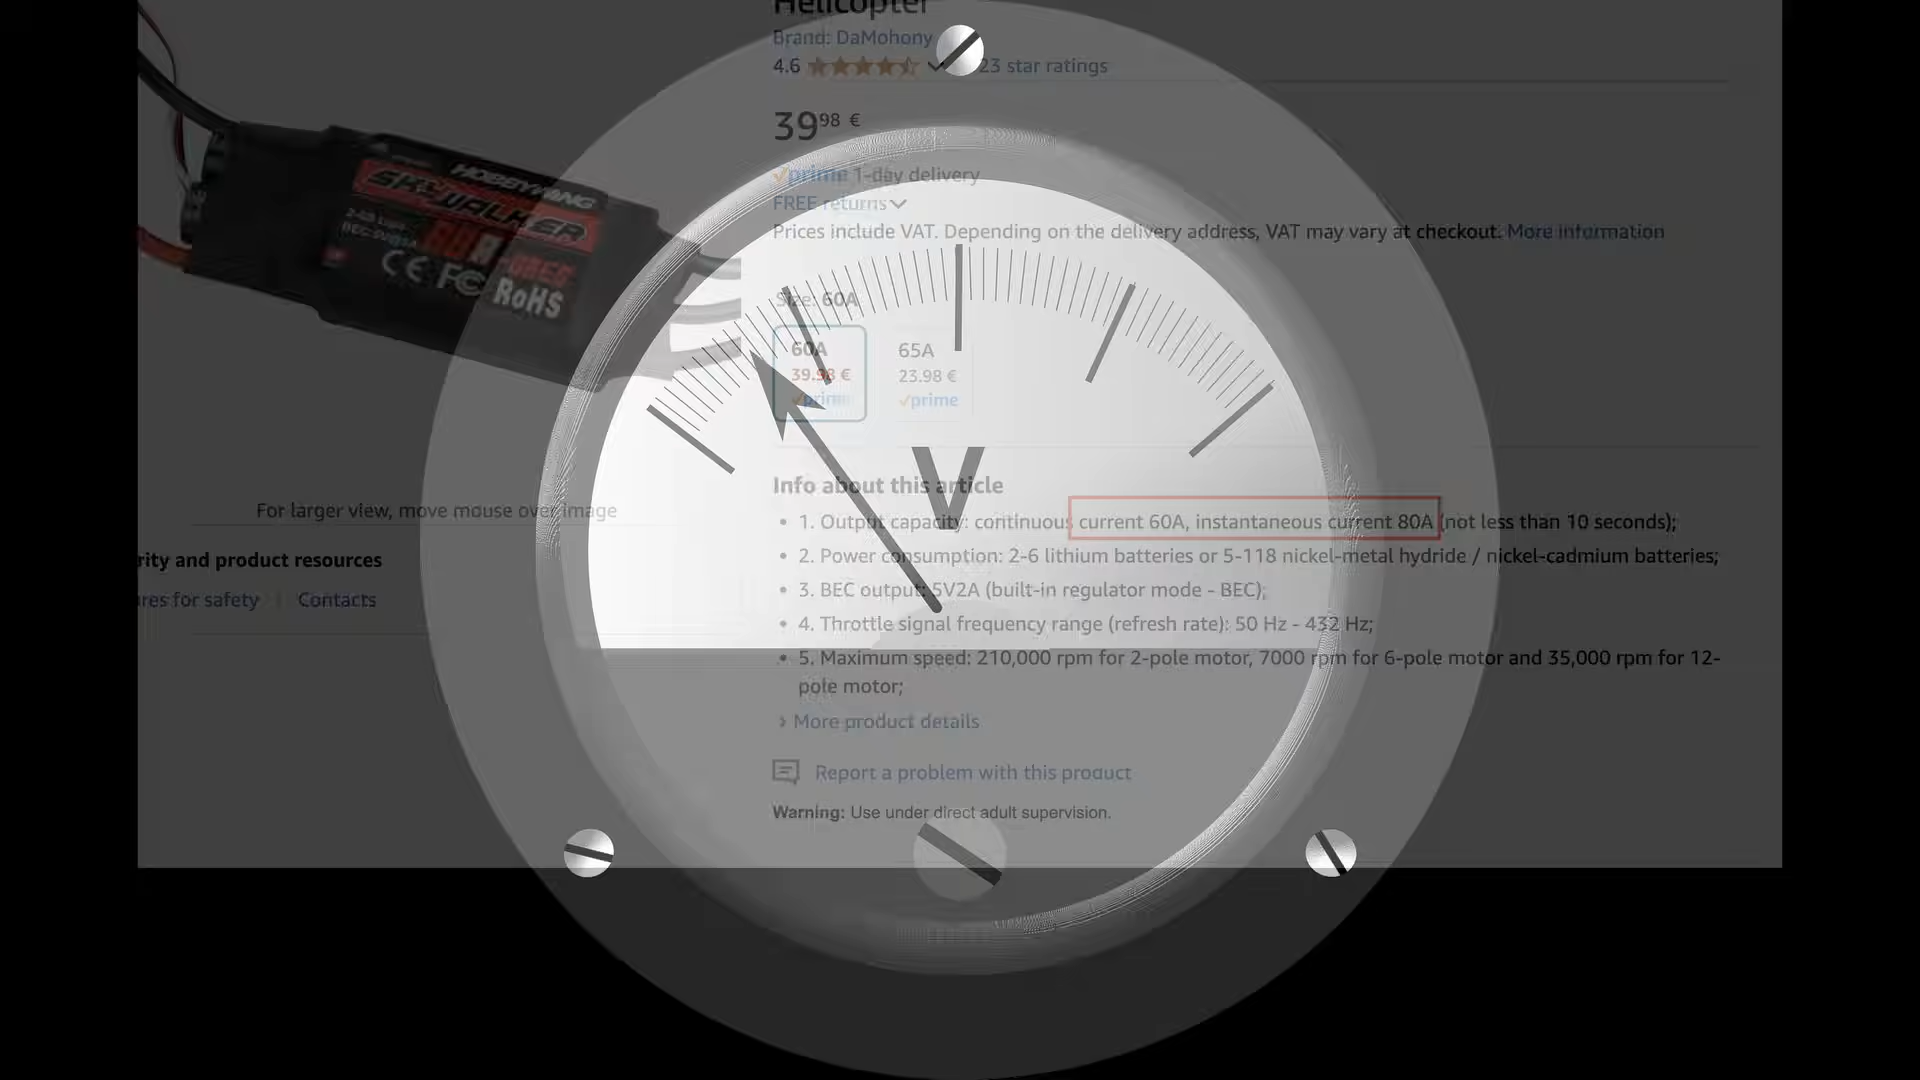 Helicopter
Brand: DaMohony
4.6 23 star ratings
39 98 €
prime 1-day delivery
FREE returns
Prices include VAT. Depending on the delivery address, VAT may vary at checkout. More information
HOBBYWING
SKYWALKER
CE FC RoHS
Size: 60A
60A
39.98 €
prime
65A
23.98 €
prime
V
For larger view, move mouse over image
rity and product resources
res for safety | Contacts
Info about this article
• 1. Output capacity: continuous current 60A, instantaneous current 80A (not less than 10 seconds);
• 2. Power consumption: 2-6 lithium batteries or 5-118 nickel-metal hydride / nickel-cadmium batteries;
• 3. BEC output: 5V2A (built-in regulator mode - BEC);
• 4. Throttle signal frequency range (refresh rate): 50 Hz - 432 Hz;
• 5. Maximum speed: 210,000 rpm for 2-pole motor, 7000 rpm for 6-pole motor and 35,000 rpm for 12-
pole motor;
› More product details
Report a problem with this product
Warning: Use under direct adult supervision.